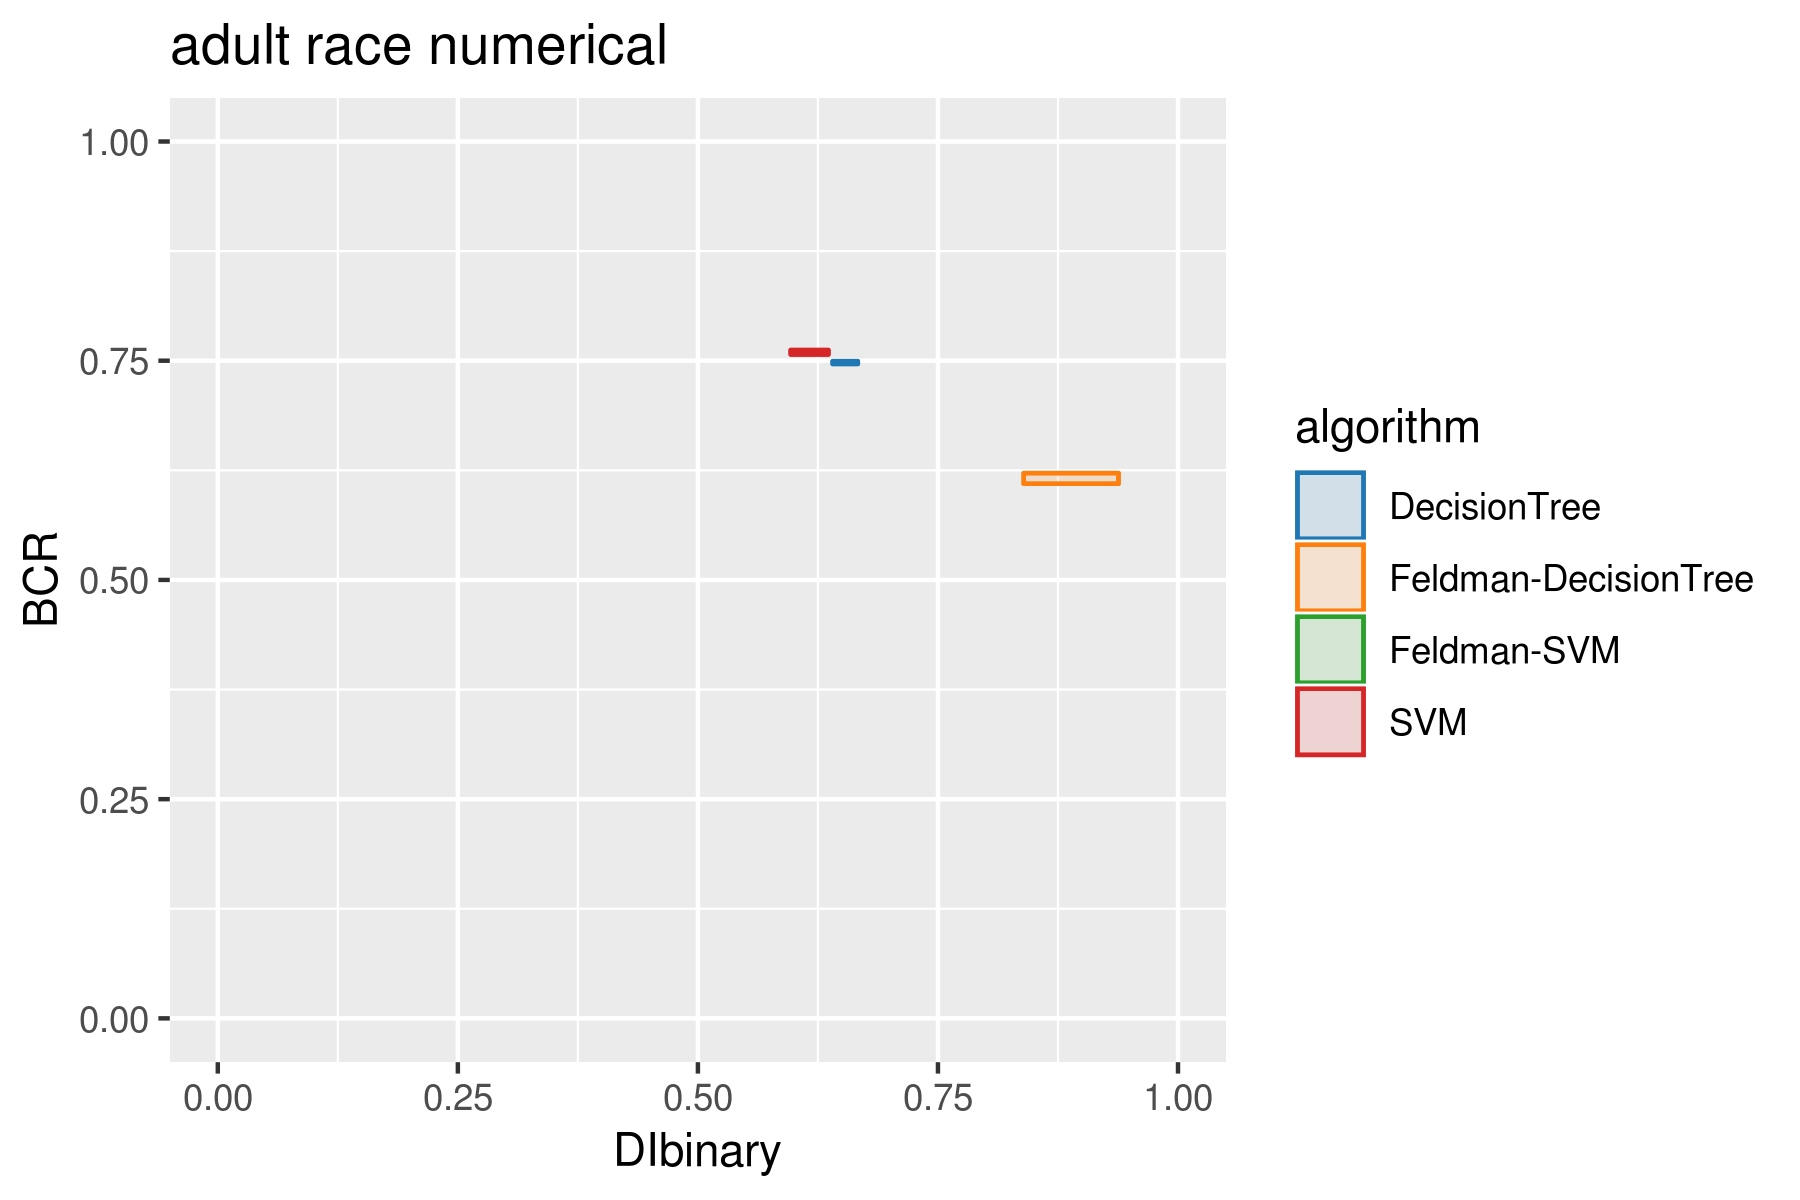 adult race numerical
1.00
0.75
0.50
0.25
0.00
BCR
0.00 0.25 0.50 0.75 1.00
DIbinary
algorithm
DecisionTree
Feldman-DecisionTree
Feldman-SVM
SVM